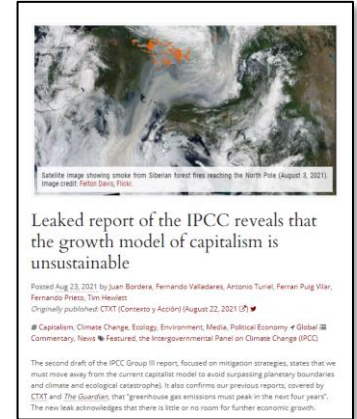 Satellite image showing smoke from Siberian forest fires reaching the North Pole (August 3, 2021).
Image credit: Felton Davis, Flickr.
Leaked report of the IPCC reveals that
the growth model of capitalism is
unsustainable
Posted Aug 23, 2021 by Juan Bordera, Fernando Valladares, Antonio Turiel, Ferran Puig Vilar,
Fernando Prieto, Tim Hewlett
Originally published: CTXT (Contexto y Acción) (August 22, 2021)
Capitalism, Climate Change, Ecology, Environment, Media, Political Economy Global
Commentary, News Featured, the Intergovernmental Panel on Climate Change (IPCC)
The second draft of the IPCC Group III report, focused on mitigation strategies, states that we
must move away from the current capitalist model to avoid surpassing planetary boundaries
and climate and ecological catastrophe). It also confirms our previous reports, covered by
CTXT and The Guardian, that "greenhouse gas emissions must peak in the next four years".
The new leak acknowledges that there is little or no room for further economic growth.